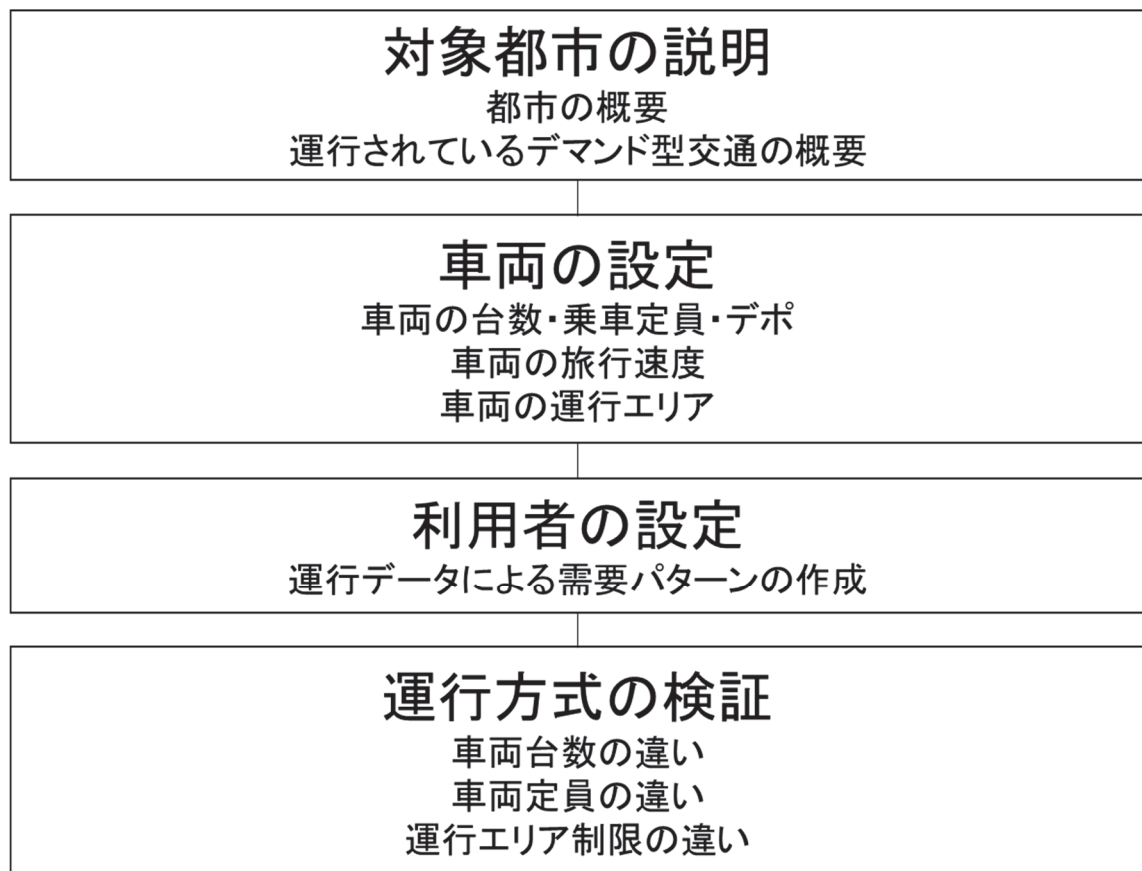 対象都市の説明
都市の概要
運行されているデマンド型交通の概要
車両の設定
車両の台数・乗車定員・デポ
車両の旅行速度
車両の運行エリア
利用者の設定
運行データによる需要パターンの作成
運行方式の検証
車両台数の違い
車両定員の違い
運行エリア制限の違い